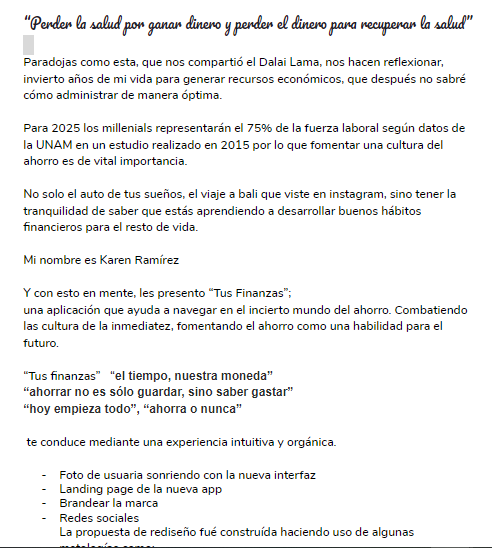 “Perder la salud por ganar dinero y perder el dinero para recuperar la salud”
Paradojas como esta, que nos compartió el Dalai Lama, nos hacen reflexionar,
invierto años de mi vida para generar recursos económicos, que después no sabré
cómo administrar de manera óptima.
Para 2025 los millenials representarán el 75% de la fuerza laboral según datos de
la UNAM en un estudio realizado en 2015 por lo que fomentar una cultura del
ahorro es de vital importancia.
No solo el auto de tus sueños, el viaje a bali que viste en instagram, sino tener la
tranquilidad de saber que estás aprendiendo a desarrollar buenos hábitos
financieros para el resto de vida.
Mi nombre es Karen Ramírez
Y con esto en mente, les presento “Tus Finanzas”;
una aplicación que ayuda a navegar en el incierto mundo del ahorro. Combatiendo
las cultura de la inmediatez, fomentando el ahorro como una habilidad para el
futuro.
“Tus finanzas” “el tiempo, nuestra moneda”
“ahorrar no es sólo guardar, sino saber gastar”
“hoy empieza todo”, “ahorra o nunca”
te conduce mediante una experiencia intuitiva y orgánica.
- Foto de usuaria sonriendo con la nueva interfaz
- Landing page de la nueva app
- Brandear la marca
- Redes sociales
La propuesta de rediseño fué construída haciendo uso de algunas